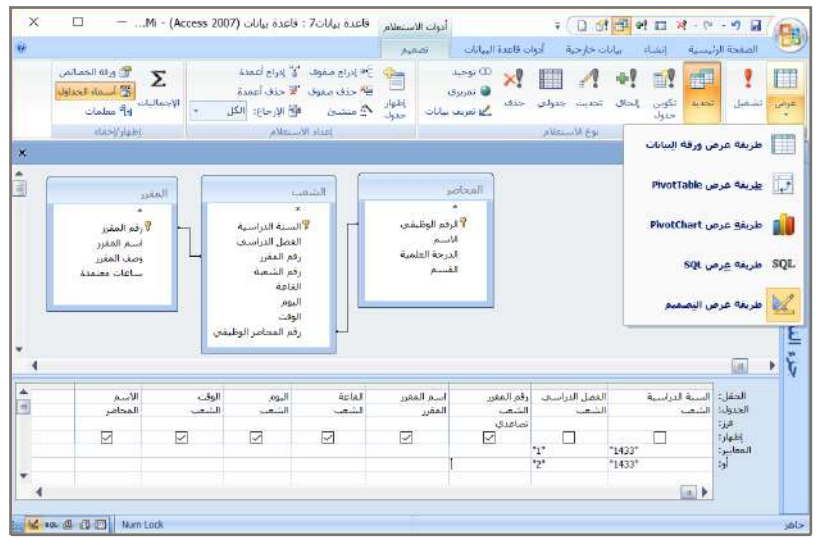 أدوات الاستعلام
قاعدة بيانات7 : قاعدة بيانات (Access 2007) - Mi...
الصفحة الرئيسية
إنشاء
بيانات خارجية
أدوات قاعدة البيانات
تصميم
عرض
تشغيل
تحديد
تكوين جدول
إلحاق
تحديث
جدولي
حذف
توحيد
تمريري
تعريف بيانات
نوع الاستعلام
إظهار جدول
إدراج صفوف
حذف صفوف
منشئ
إدراج أعمدة
حذف أعمدة
الإرجاع: الكل
إعداد الاستعلام
الإجماليات
ورقة الخصائص
أسماء الجداول
معلمات
إظهار/إخفاء
طريقة عرض ورقة البيانات
طريقة عرض PivotTable
طريقة عرض PivotChart
SQL طريقة عرض SQL
طريقة عرض التصميم
المحاضر
*
الرقم الوظيفي
الاسم
الدرجة العلمية
القسم
الشعب
*
السنة الدراسية
الفصل الدراسي
رقم المقرر
رقم الشعبة
القاعة
اليوم
الوقت
رقم المحاضر الوظيفي
المقرر
*
رقم المقرر
اسم المقرر
وصف المقرر
ساعات معتمدة
الحقل: السنة الدراسية الفصل الدراسي رقم المقرر اسم المقرر القاعة اليوم الوقت الاسم
الجدول: الشعب الشعب الشعب المقرر الشعب الشعب الشعب المحاضر
فرز: تصاعدي
إظهار:
المعايير: "1433" "1"
أو: "1433" "2"
جاهز
Num Lock
SQL